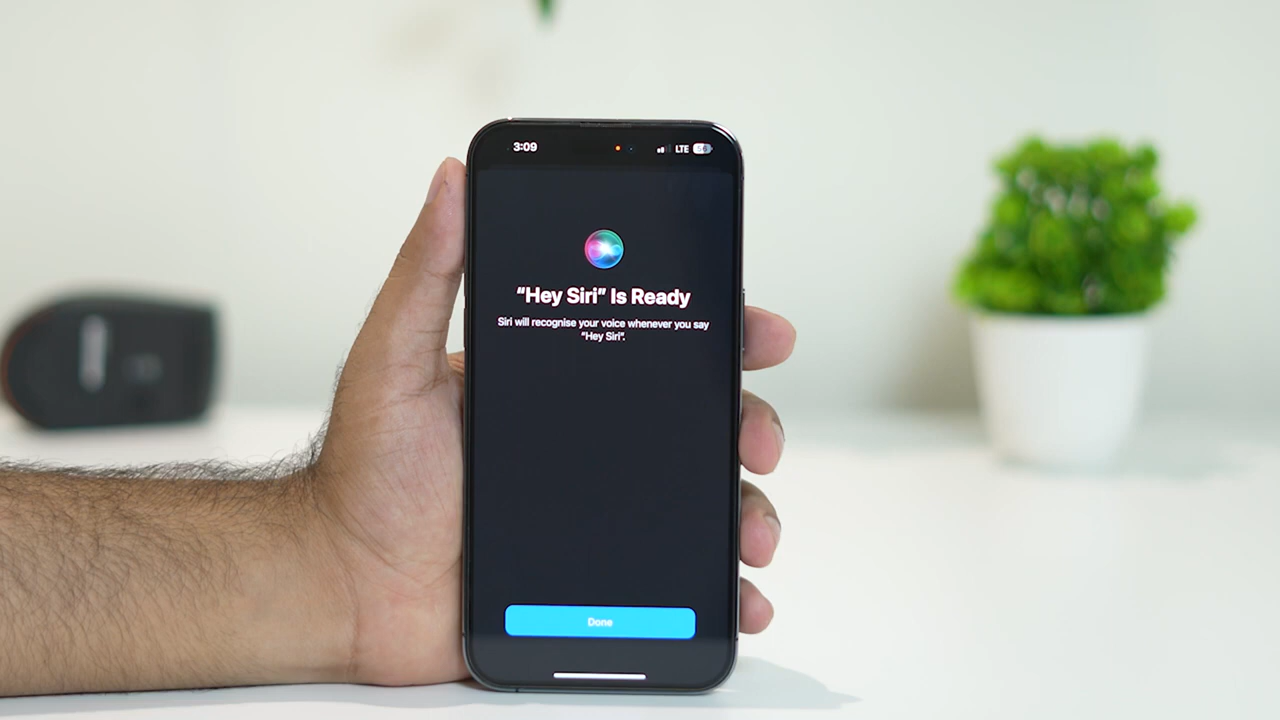 3:09
LTE
“Hey Siri” Is Ready
Siri will recognise your voice whenever you say
“Hey Siri”.
Done